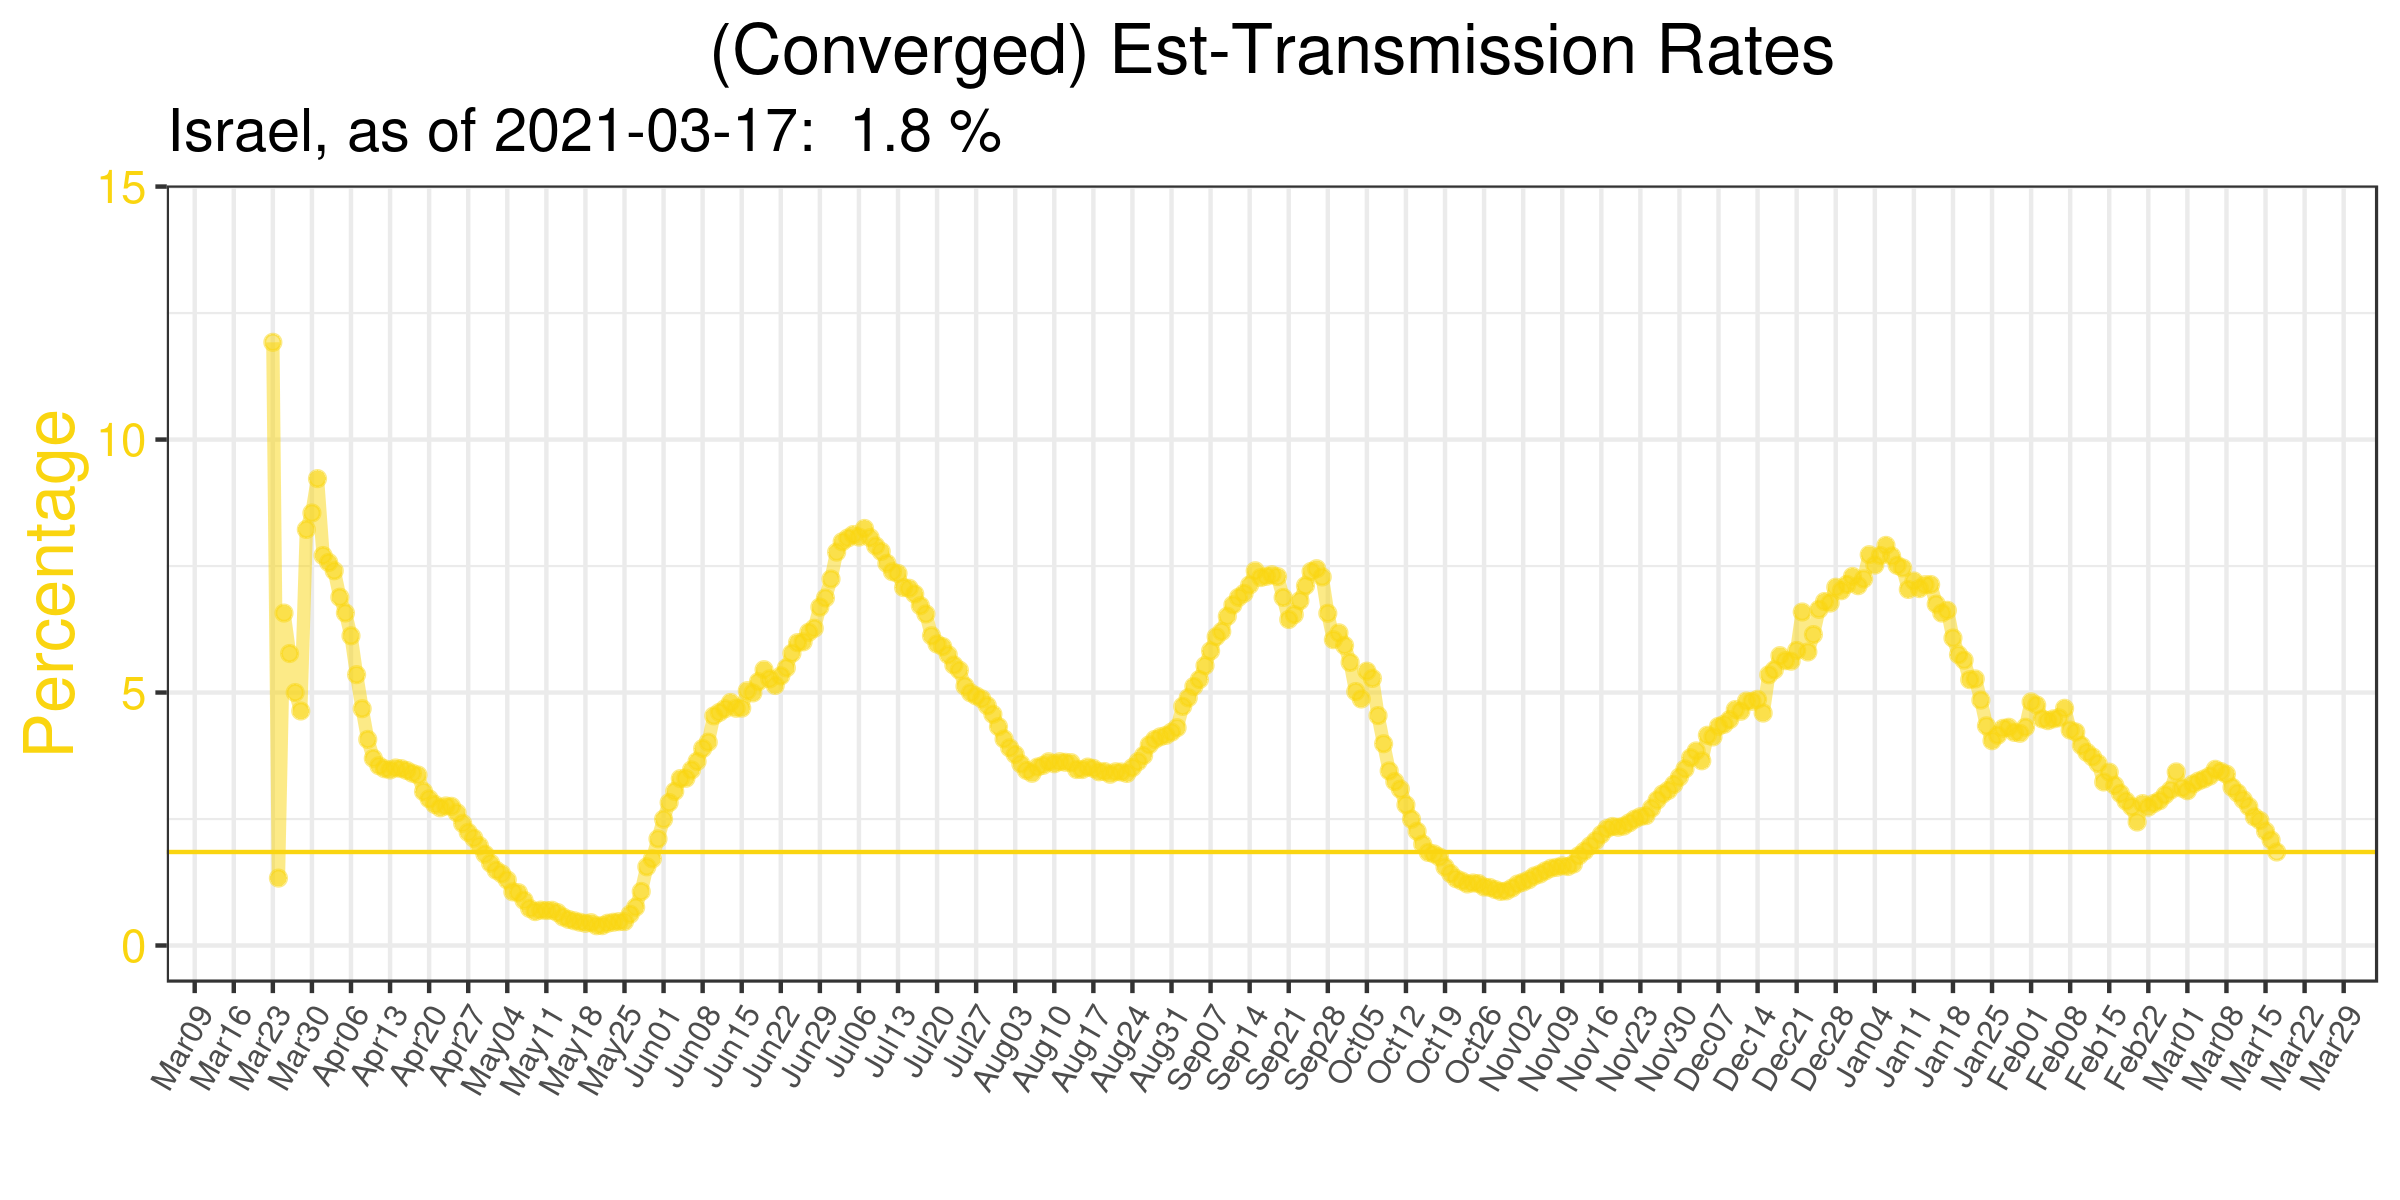 (Converged) Est-Transmission Rates
Israel, as of 2021-03-17:  1.8 %
Percentage
15
10
5
0
Mar09
Mar16
Mar23
Mar30
Apr06
Apr13
Apr20
Apr27
May04
May11
May18
May25
Jun01
Jun08
Jun15
Jun22
Jun29
Jul06
Jul13
Jul20
Jul27
Aug03
Aug10
Aug17
Aug24
Aug31
Sep07
Sep14
Sep21
Sep28
Oct05
Oct12
Oct19
Oct26
Nov02
Nov09
Nov16
Nov23
Nov30
Dec07
Dec14
Dec21
Dec28
Jan04
Jan11
Jan18
Jan25
Feb01
Feb08
Feb15
Feb22
Mar01
Mar08
Mar15
Mar22
Mar29